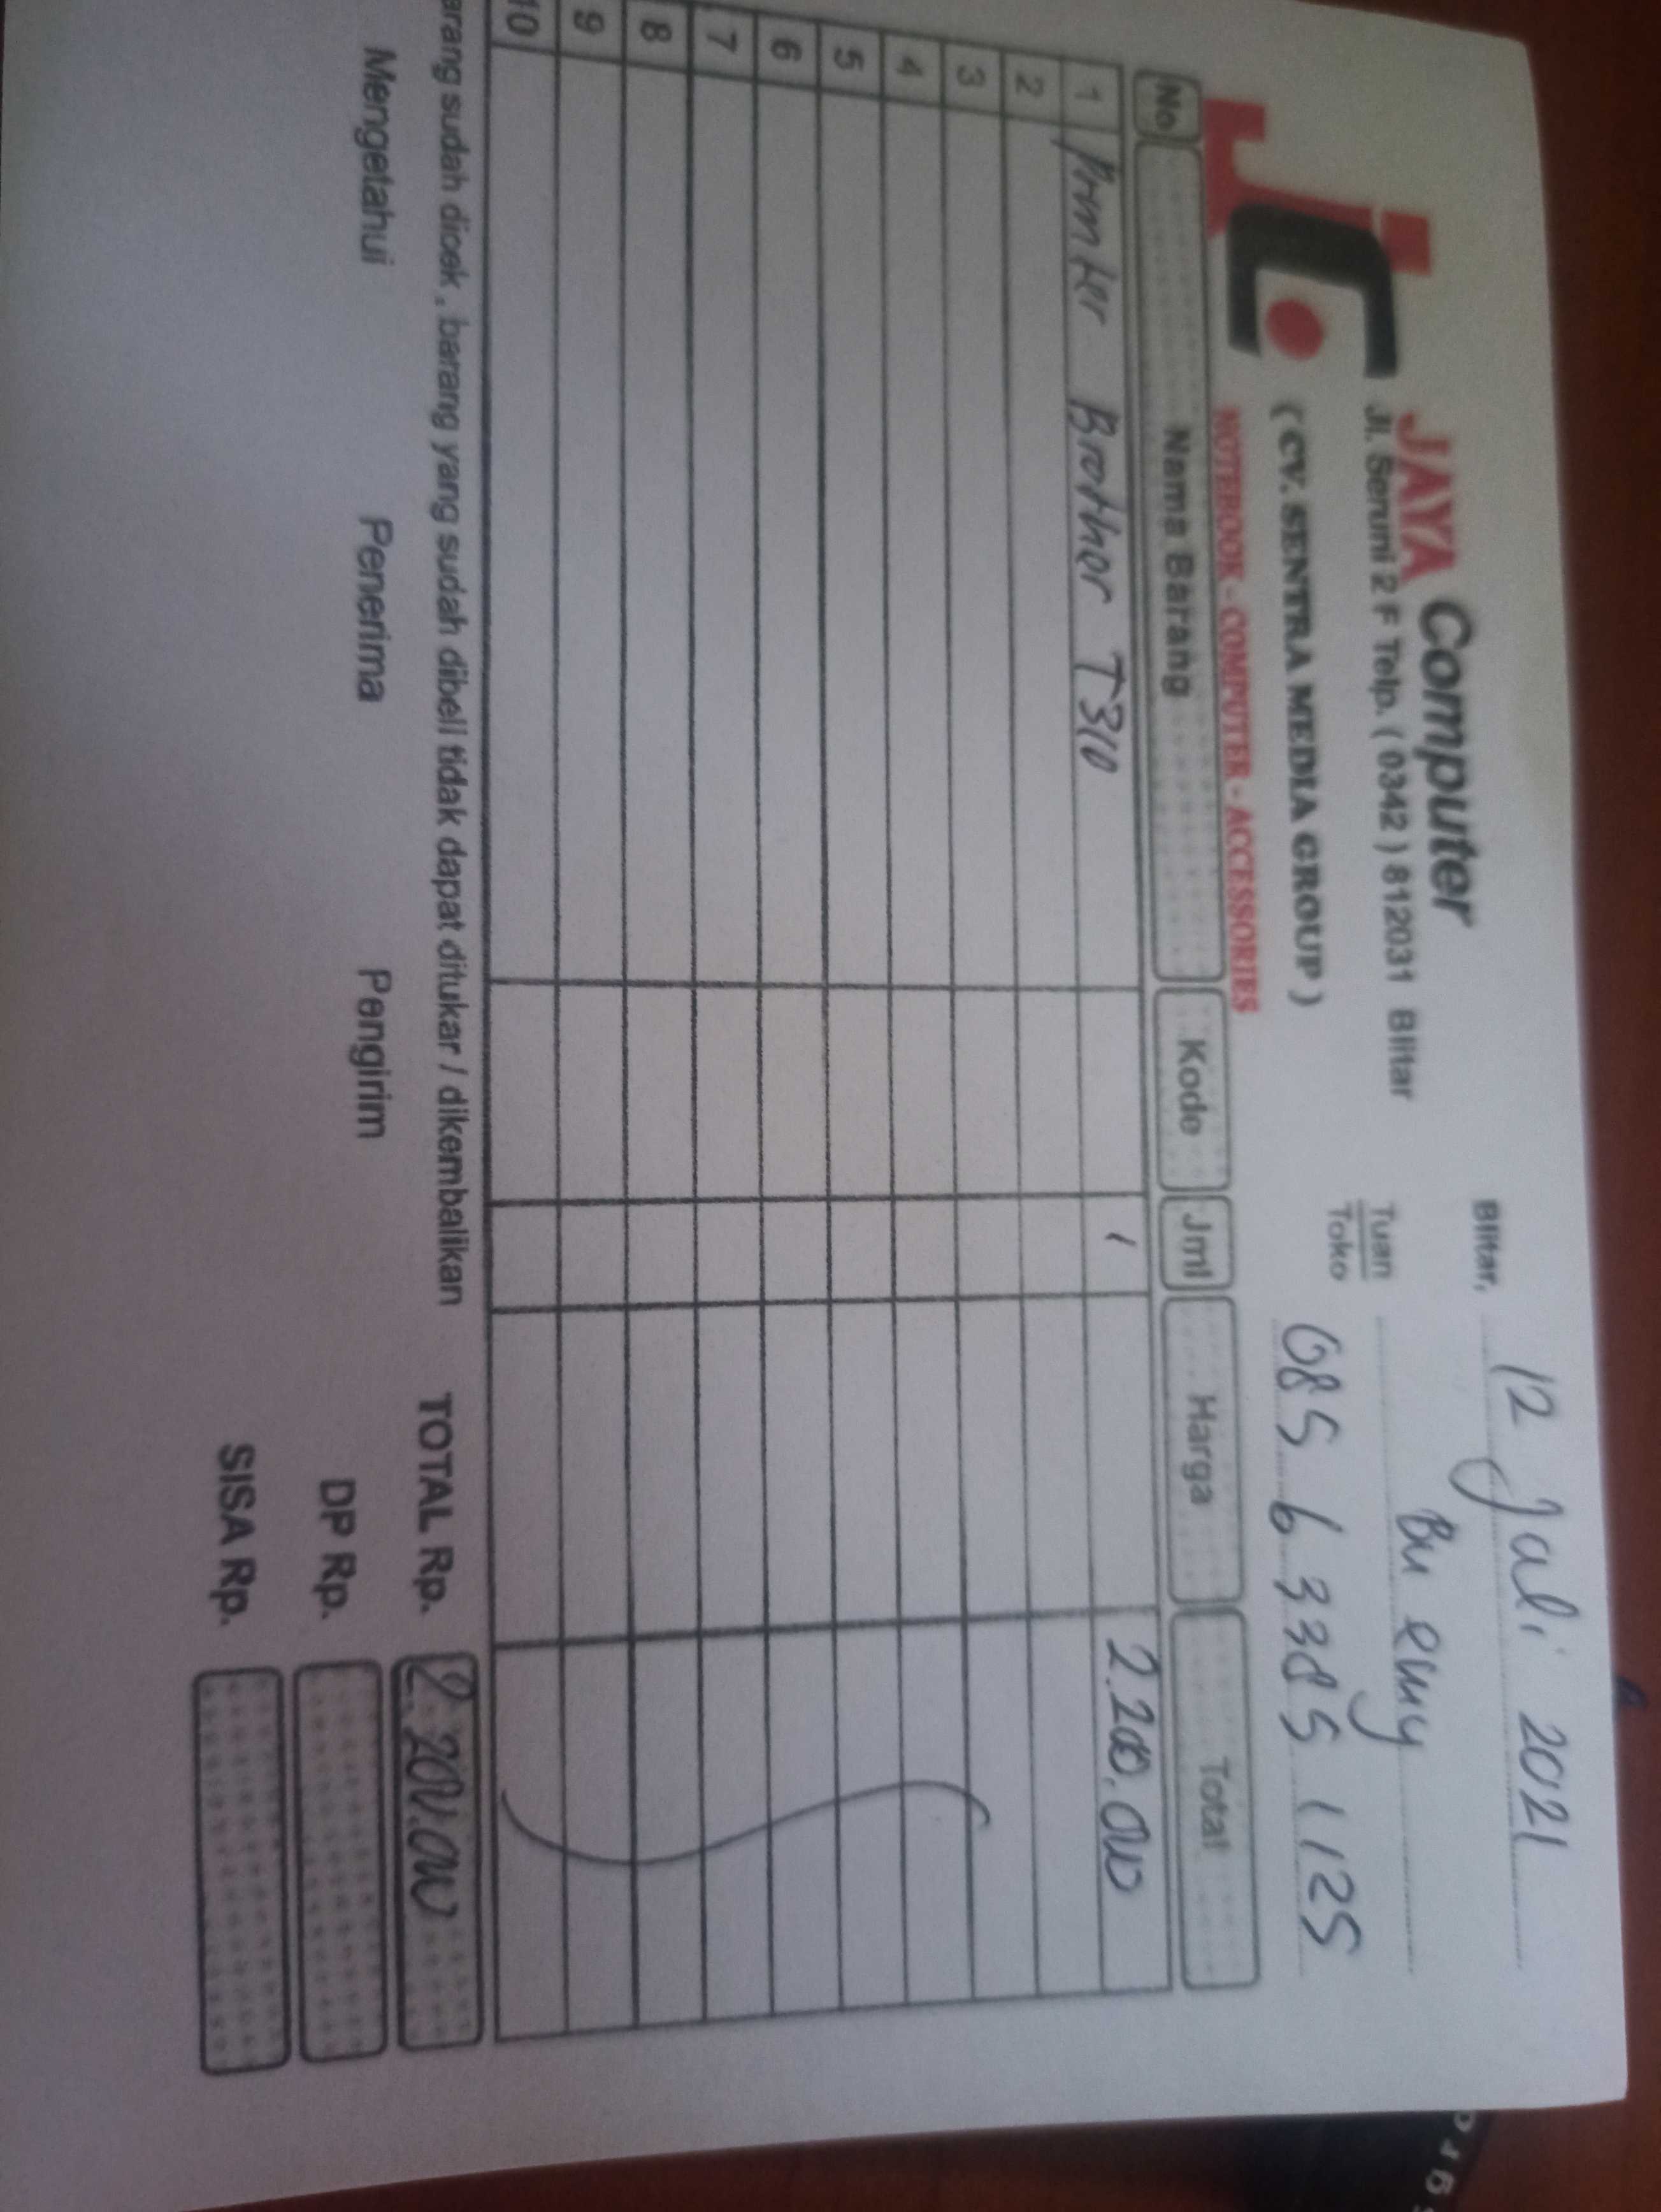 JAYA Computer
Jl. Seruni 2 F Telp. ( 0342 ) 812031 Blitar
( CV. SENTRA MEDIA GROUP )
NOTEBOOK - COMPUTER - ACCESSORIES
Blitar, 12 Juli 2021
Tuan Bu emy
Toko 085 6 3385 1125
No Nama Barang Kode Jml Harga Total
1 Printer Brother T310 1 2.200.000
2
3
4
5
6
7
8
9
10
arang sudah dicek, barang yang sudah dibeli tidak dapat ditukar / dikembalikan
TOTAL Rp. 2.200.000
Mengetahui Penerima Pengirim
DP Rp.
SISA Rp.